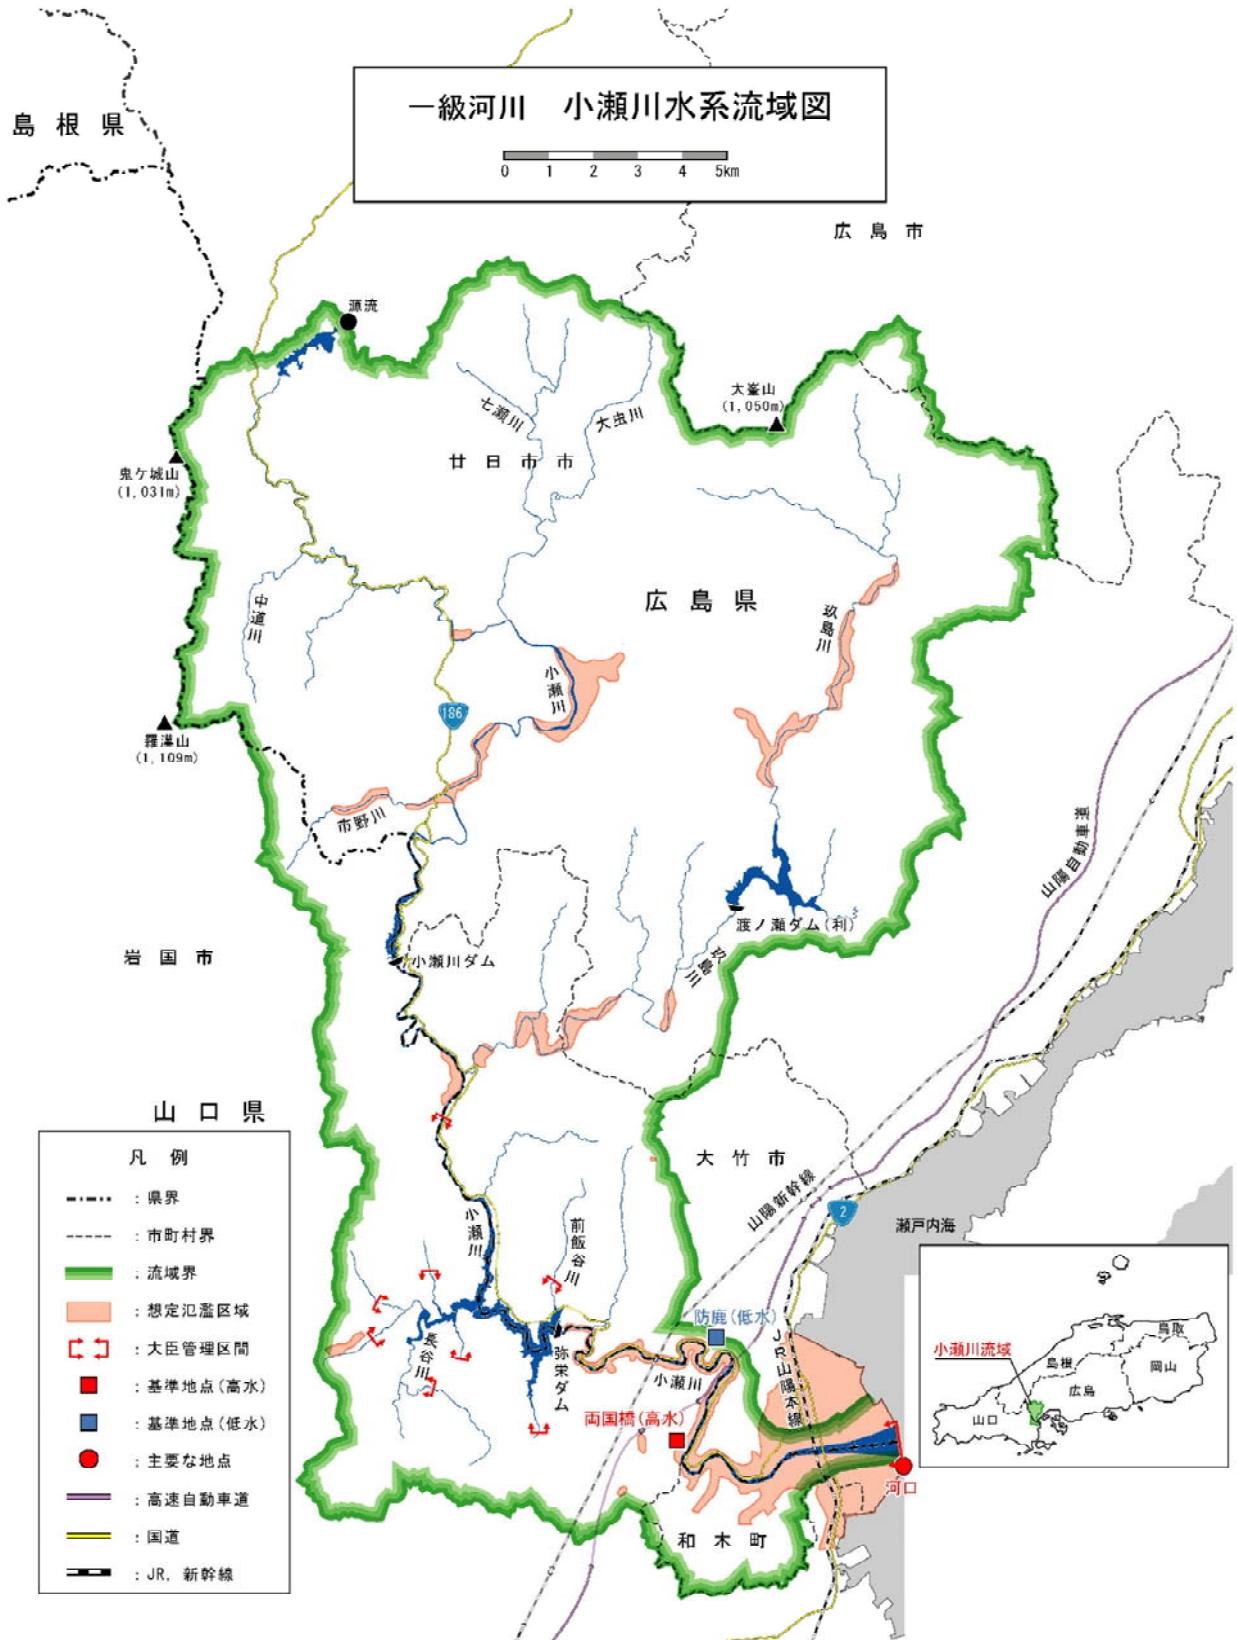 一級河川 小瀬川水系流域図
0 1 2 3 4 5km
島根県
広島市
源流
大峯山
(1,050m)
七瀬川
大虫川
廿日市市
鬼ケ城山
(1,031m)
中道川
広島県
玖島川
小瀬川
186
羅漢山
(1,109m)
市野川
山陽自動車道
渡ノ瀬ダム(利)
岩国市
小瀬川ダム
玖島川
山口県
大竹市
山陽新幹線
2
瀬戸内海
小瀬川
前飯谷川
防鹿(低水)
JR山陽本線
長谷川
弥栄ダム
小瀬川
両国橋(高水)
河口
和木町
凡例
:県界
:市町村界
:流域界
:想定氾濫区域
:大臣管理区間
:基準地点(高水)
:基準地点(低水)
:主要な地点
:高速自動車道
:国道
:JR, 新幹線
小瀬川流域
鳥取
島根
岡山
広島
山口